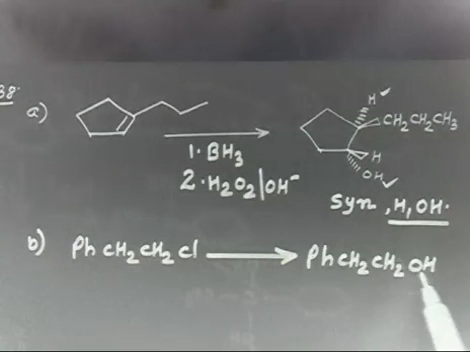 38.
a)
H
CH₂CH₂CH₃
H
OH
1. BH₃
2. H₂O₂/OH⁻
Syn, H, OH.
b) PhCH₂CH₂Cl → PhCH₂CH₂OH